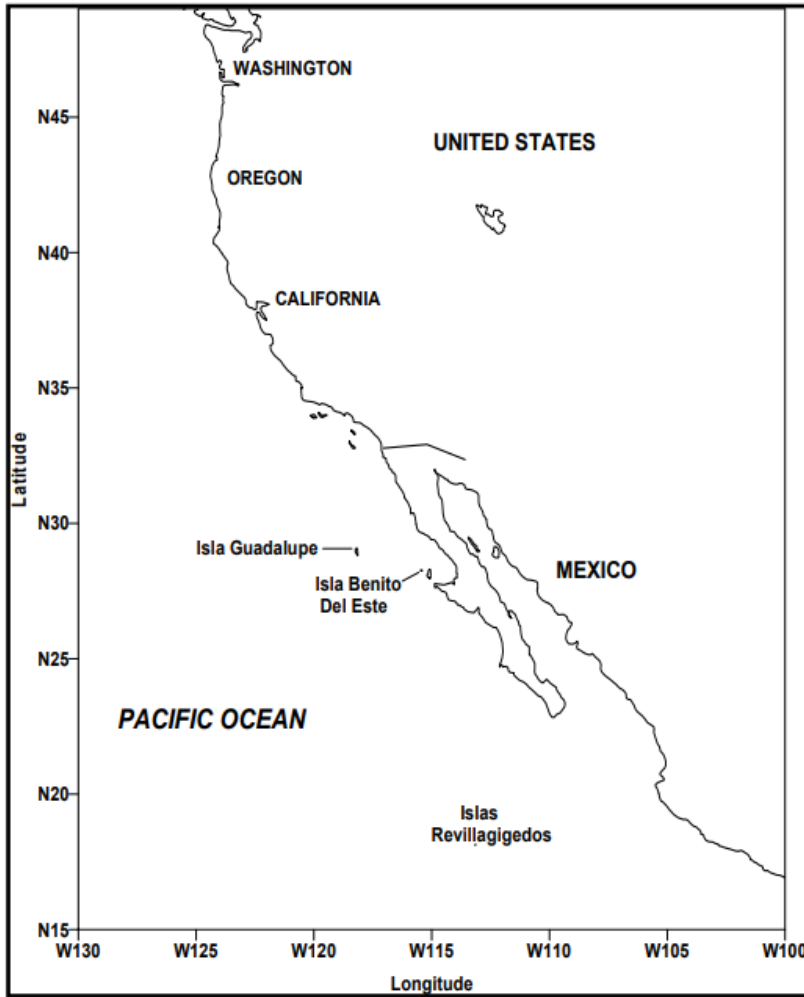 WASHINGTON
N45
UNITED STATES
OREGON
N40
CALIFORNIA
N35
Latitude
N30
Isla Guadalupe
Isla Benito
Del Este
MEXICO
N25
PACIFIC OCEAN
N20
Islas
Revillagigedos
N15
W130 W125 W120 W115 W110 W105 W100
Longitude